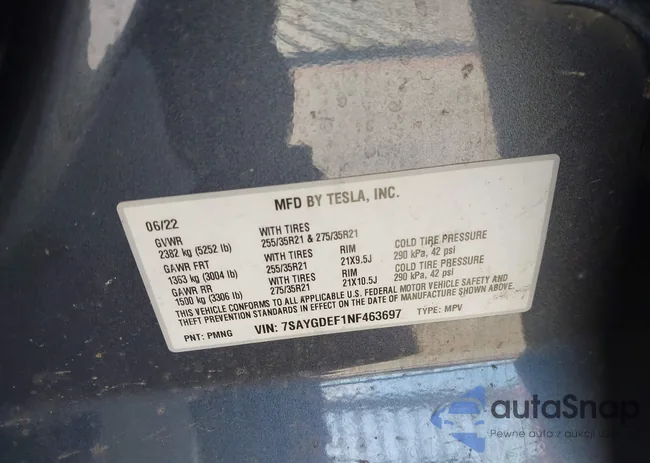 MFD BY TESLA, INC.
06/22
GVWR WITH TIRES
2382 kg (5252 lb) 255/35R21 & 275/35R21
GAWR FRT WITH TIRES RIM COLD TIRE PRESSURE
1363 kg (3004 lb) 255/35R21 21X9.5J 290 kPa, 42 psi
GAWR RR WITH TIRES RIM COLD TIRE PRESSURE
1500 kg (3306 lb) 275/35R21 21X10.5J 290 kPa, 42 psi
THIS VEHICLE CONFORMS TO ALL APPLICABLE U.S. FEDERAL MOTOR VEHICLE SAFETY AND
THEFT PREVENTION STANDARDS IN EFFECT ON THE DATE OF MANUFACTURE SHOWN ABOVE.
PNT: PMNG VIN: 7SAYGDEF1NF463697 TYPE: MPV
autaSnap
Pewne auta z aukcji